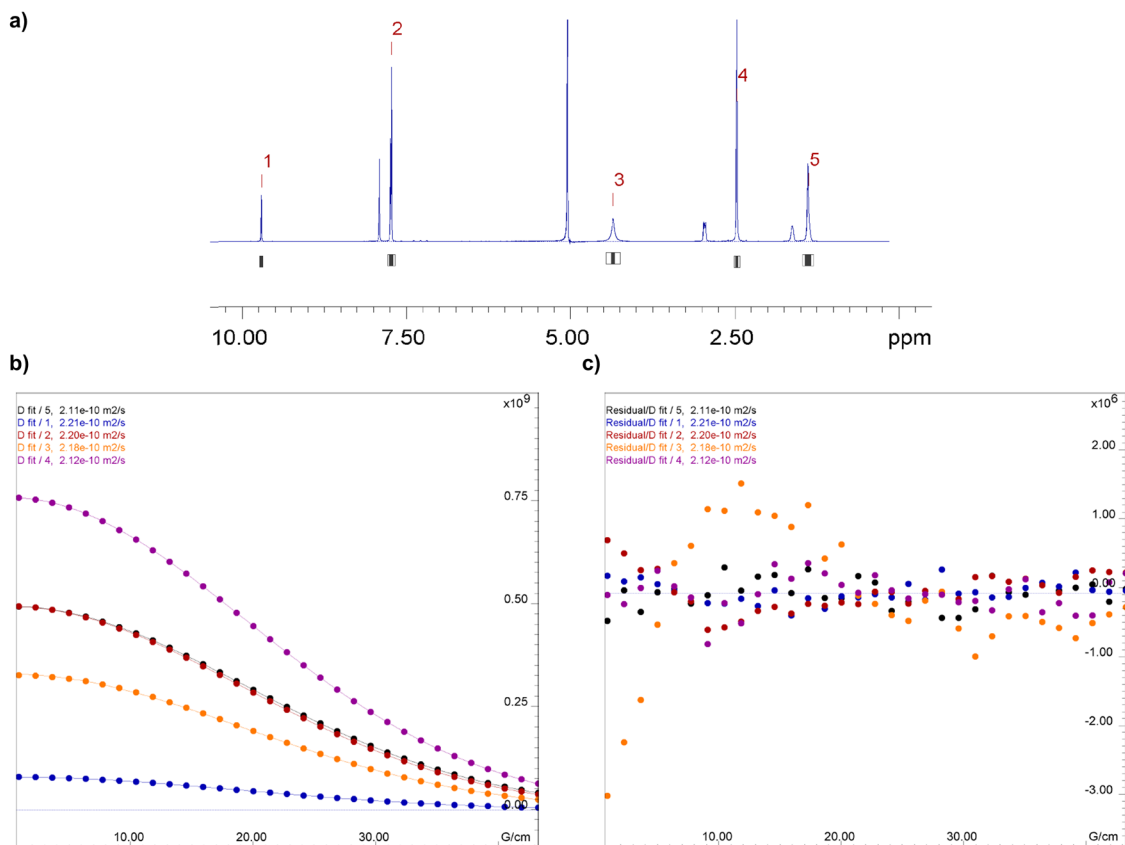 a)
1
2
3
4
5
10.00 7.50 5.00 2.50 ppm
b)
x10^9
D fit / 5, 2.11e-10 m2/s
D fit / 1, 2.21e-10 m2/s
D fit / 2, 2.20e-10 m2/s
D fit / 3, 2.18e-10 m2/s
D fit / 4, 2.12e-10 m2/s
0.75
0.50
0.25
0.00
10.00 20.00 30.00 G/cm
c)
x10^6
Residual/D fit / 5, 2.11e-10 m2/s
Residual/D fit / 1, 2.21e-10 m2/s
Residual/D fit / 2, 2.20e-10 m2/s
Residual/D fit / 3, 2.18e-10 m2/s
Residual/D fit / 4, 2.12e-10 m2/s
2.00
1.00
0.00
-1.00
-2.00
-3.00
10.00 20.00 30.00 G/cm